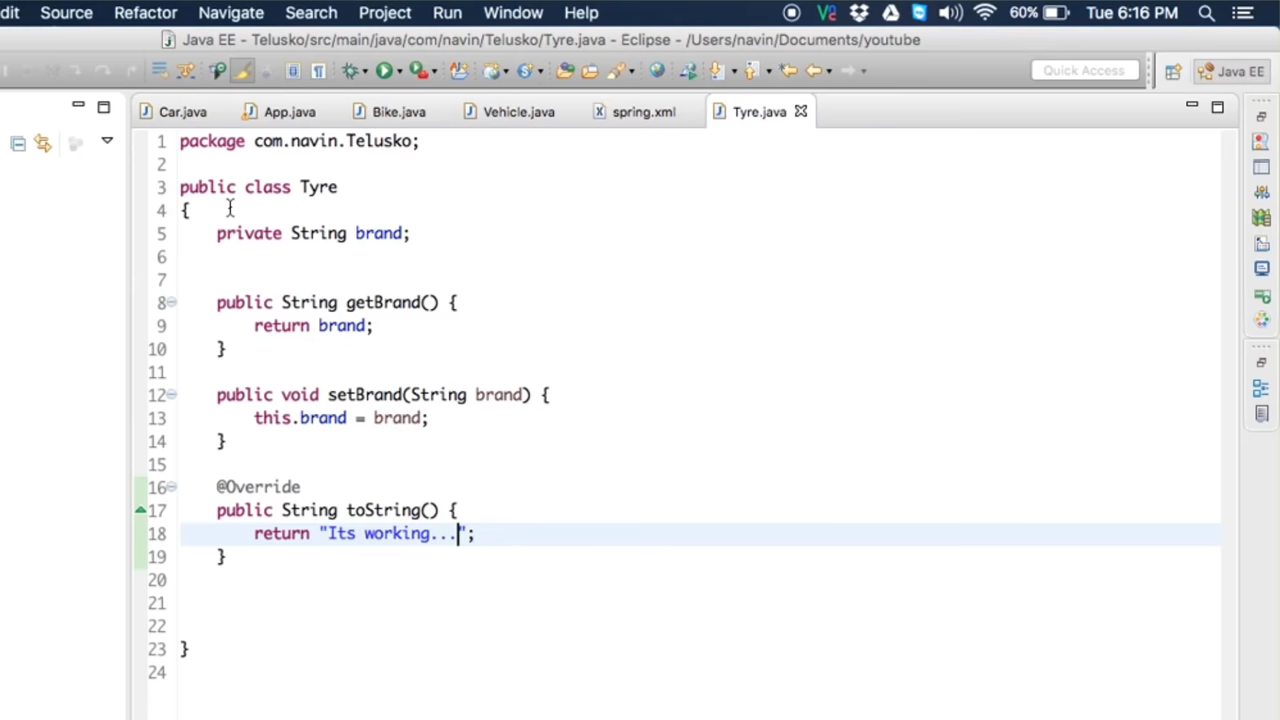 dit Source Refactor Navigate Search Project Run Window Help 60% Tue 6:16 PM
Java EE - Telusko/src/main/java/com/navin/Telusko/Tyre.java - Eclipse - /Users/navin/Documents/youtube
Quick Access Java EE
Car.java App.java Bike.java Vehicle.java spring.xml Tyre.java
1 package com.navin.Telusko;
2
3 public class Tyre
4 {
5 private String brand;
6
7
8 public String getBrand() {
9 return brand;
10 }
11
12 public void setBrand(String brand) {
13 this.brand = brand;
14 }
15
16 @Override
17 public String toString() {
18 return "Its working...";
19 }
20
21
22
23 }
24